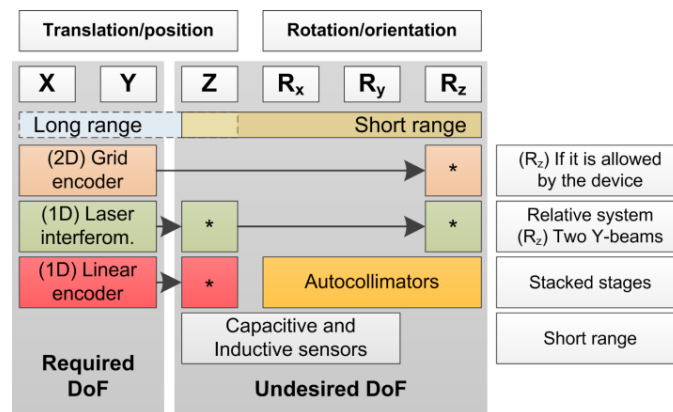 Translation/position
Rotation/orientation
X
Y
Z
Rx
Ry
Rz
Long range
Short range
(2D) Grid
encoder
*
(Rz) If it is allowed
by the device
(1D) Laser
interferom.
*
*
Relative system
(Rz) Two Y-beams
(1D) Linear
encoder
*
Autocollimators
Stacked stages
Capacitive and
Inductive sensors
Short range
Required
DoF
Undesired DoF